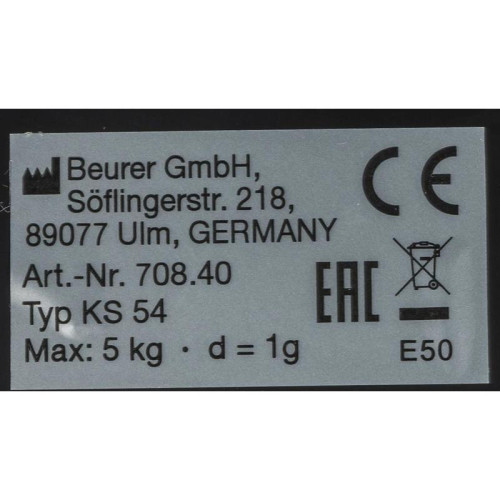 Beurer GmbH,
Söflingerstr. 218,
89077 Ulm, GERMANY
Art.-Nr. 708.40
Typ KS 54
Max: 5 kg · d = 1g
CE
EAC
E50